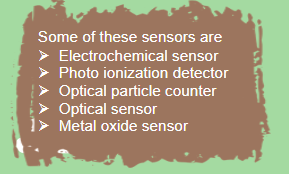 Some of these sensors are
➢ Electrochemical sensor
➢ Photo ionization detector
➢ Optical particle counter
➢ Optical sensor
➢ Metal oxide sensor